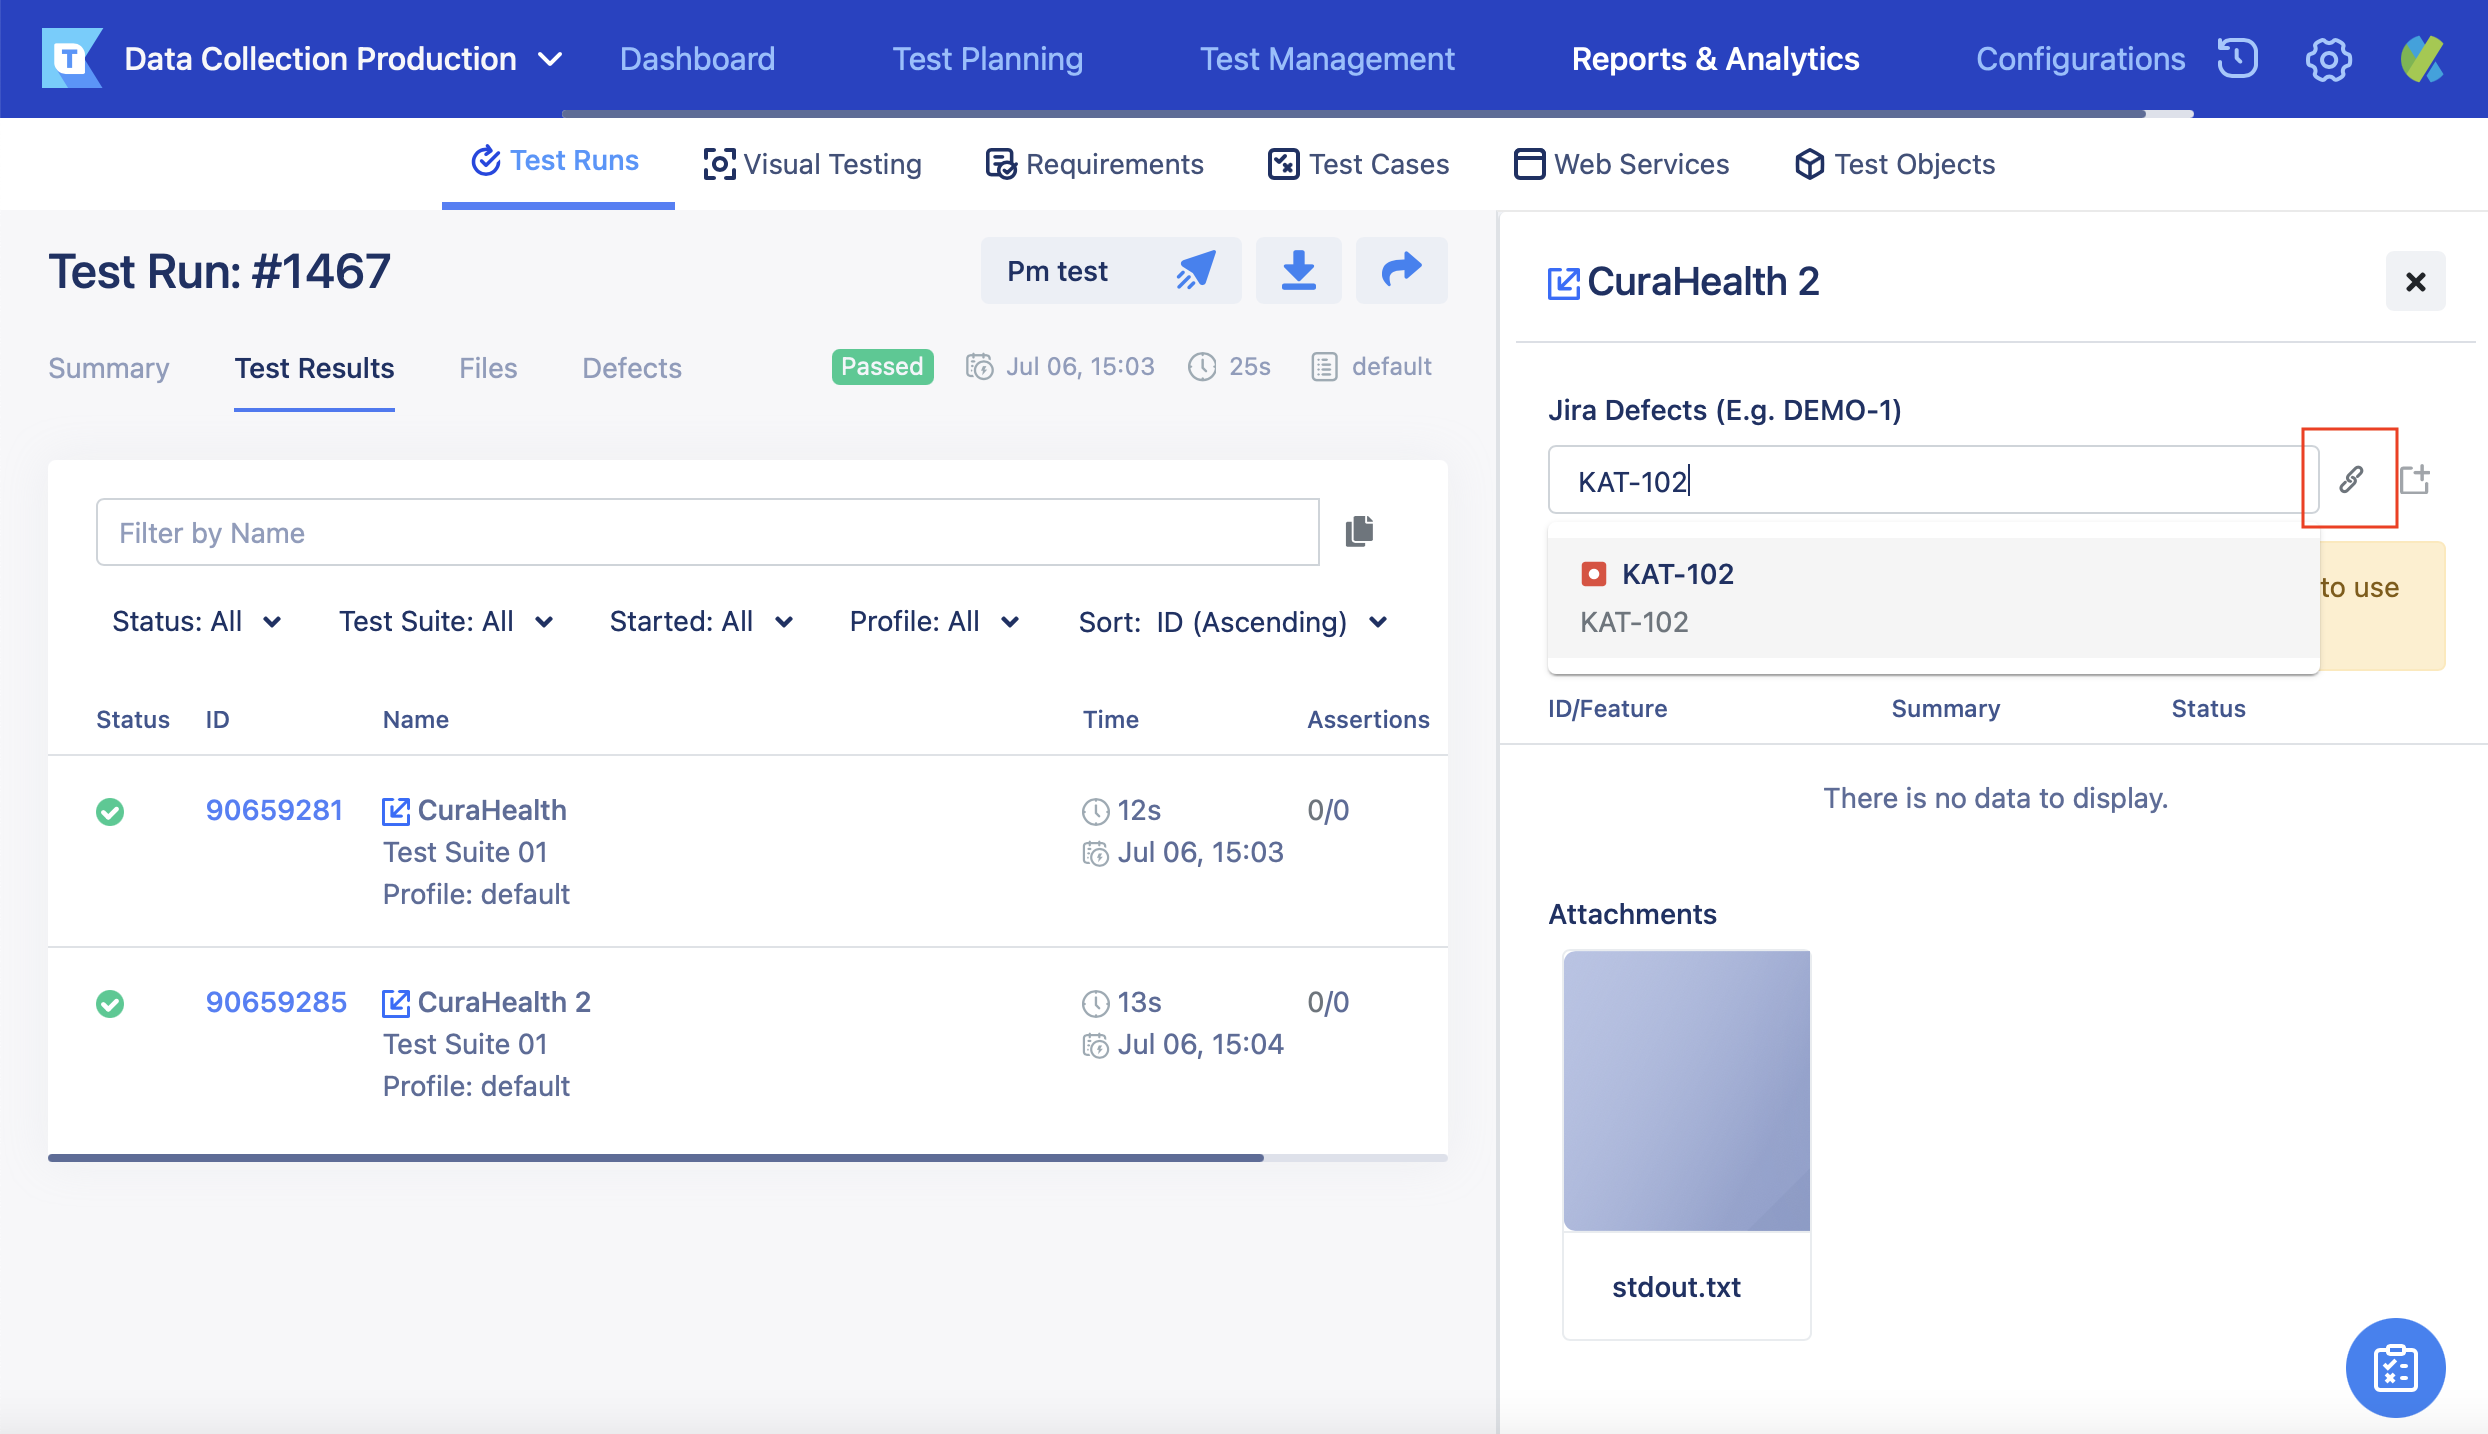 Data Collection Production
Dashboard
Test Planning
Test Management
Reports & Analytics
Configurations
Test Runs
Visual Testing
Requirements
Test Cases
Web Services
Test Objects
Test Run: #1467
Pm test
Summary
Test Results
Files
Defects
Passed
Jul 06, 15:03
25s
default
Filter by Name
Status: All
Test Suite: All
Started: All
Profile: All
Sort: ID (Ascending)
Status ID Name Time Assertions
90659281 CuraHealth 12s 0/0
Test Suite 01 Jul 06, 15:03
Profile: default
90659285 CuraHealth 2 13s 0/0
Test Suite 01 Jul 06, 15:04
Profile: default
CuraHealth 2
Jira Defects (E.g. DEMO-1)
KAT-102
KAT-102
to use
KAT-102
ID/Feature Summary Status
There is no data to display.
Attachments
stdout.txt